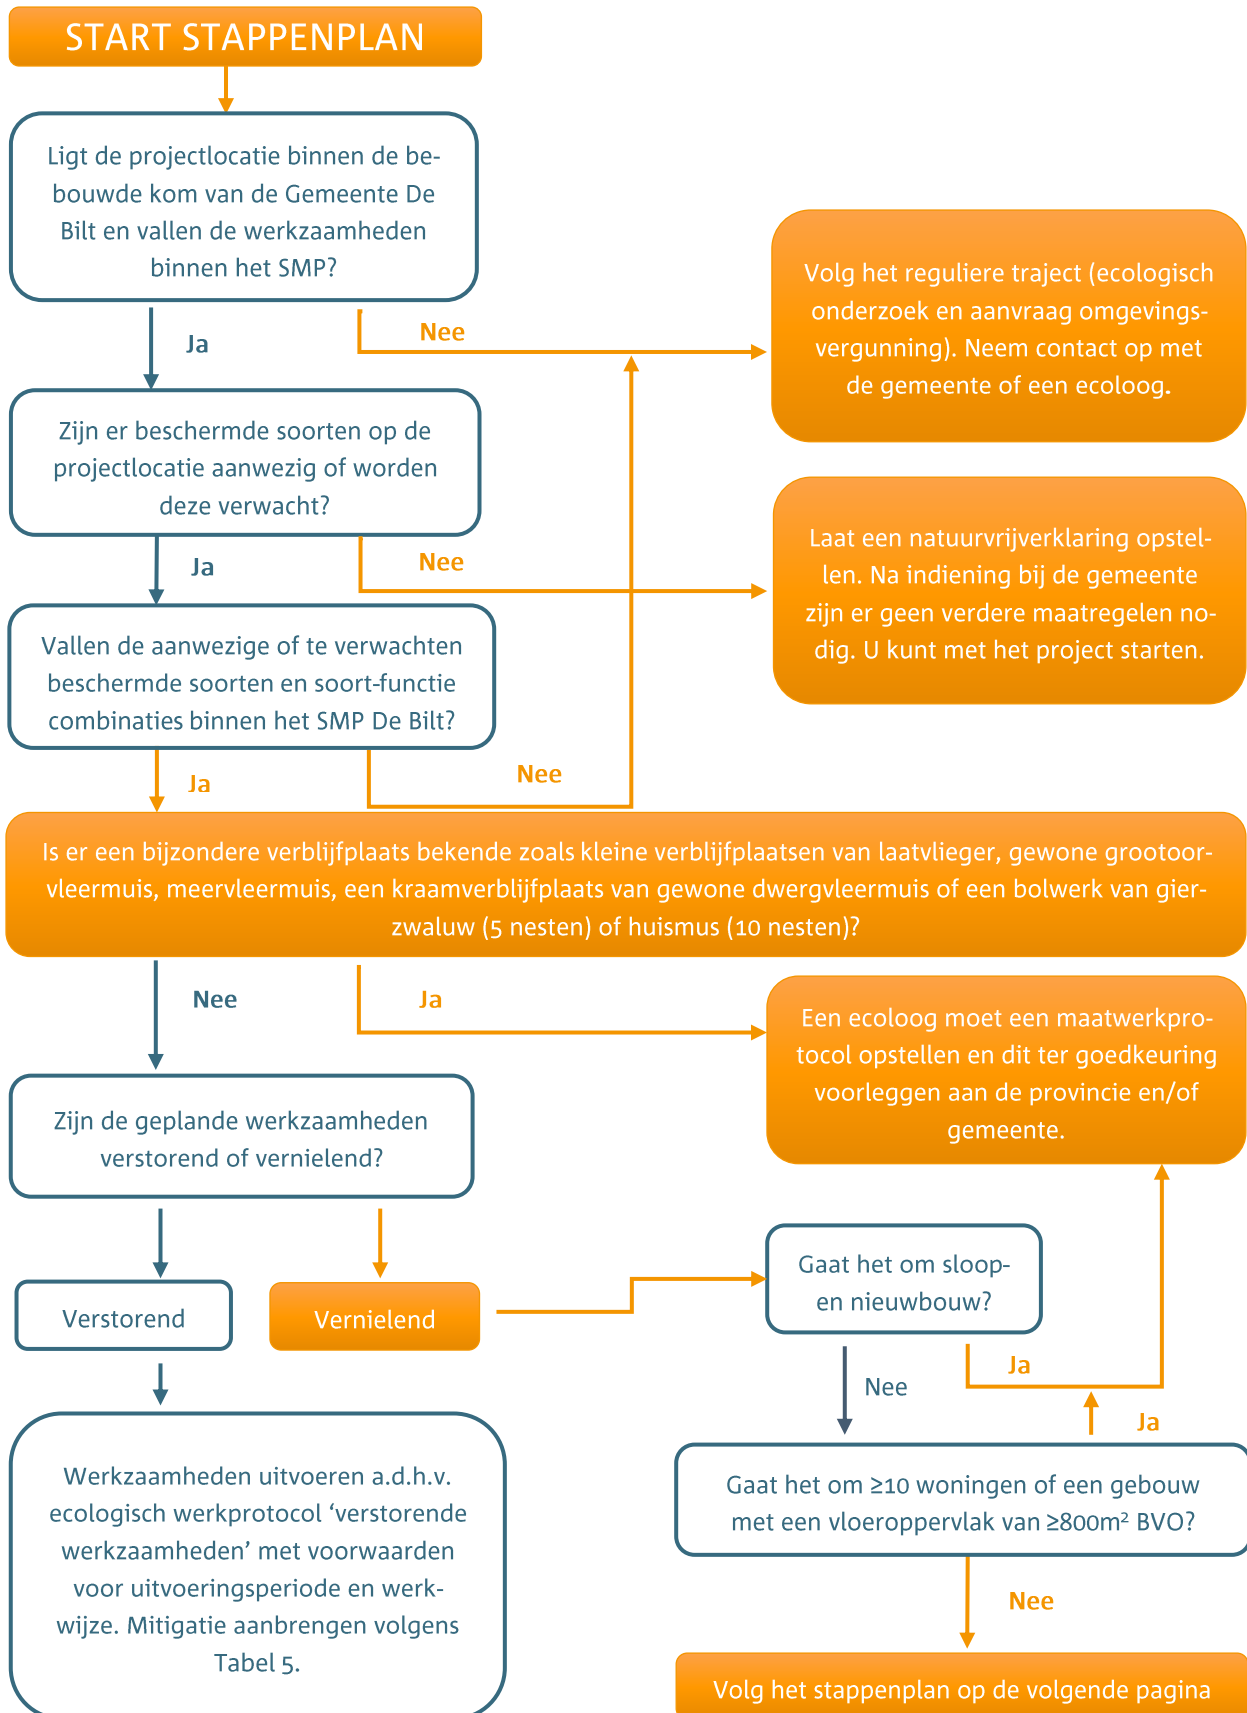 START STAPPENPLAN
Ligt de projectlocatie binnen de be-
bouwde kom van de Gemeente De
Bilt en vallen de werkzaamheden
binnen het SMP?
Ja
Nee
Volg het reguliere traject (ecologisch
onderzoek en aanvraag omgevings-
vergunning). Neem contact op met
de gemeente of een ecoloog.
Zijn er beschermde soorten op de
projectlocatie aanwezig of worden
deze verwacht?
Ja
Nee
Laat een natuurvrijverklaring opstel-
len. Na indiening bij de gemeente
zijn er geen verdere maatregelen no-
dig. U kunt met het project starten.
Vallen de aanwezige of te verwachten
beschermde soorten en soort-functie
combinaties binnen het SMP De Bilt?
Ja
Nee
Is er een bijzondere verblijfplaats bekende zoals kleine verblijfplaatsen van laatvlieger, gewone grootoor-
vleermuis, meervleermuis, een kraamverblijfplaats van gewone dwergvleermuis of een bolwerk van gier-
zwaluw (5 nesten) of huismus (10 nesten)?
Nee
Ja
Een ecoloog moet een maatwerkpro-
tocol opstellen en dit ter goedkeuring
voorleggen aan de provincie en/of
gemeente.
Zijn de geplande werkzaamheden
verstorend of vernielend?
Verstorend
Vernielend
Gaat het om sloop-
en nieuwbouw?
Ja
Nee
Ja
Gaat het om ≥10 woningen of een gebouw
met een vloeroppervlak van ≥800m² BVO?
Nee
Werkzaamheden uitvoeren a.d.h.v.
ecologisch werkprotocol ‘verstorende
werkzaamheden’ met voorwaarden
voor uitvoeringsperiode en werk-
wijze. Mitigatie aanbrengen volgens
Tabel 5.
Volg het stappenplan op de volgende pagina